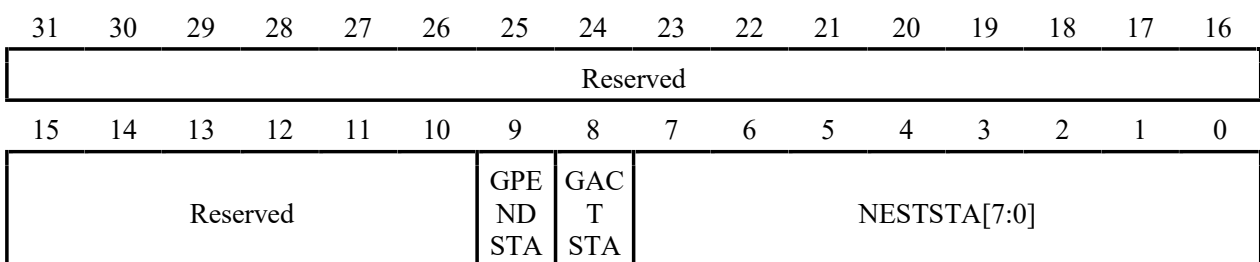 31 30 29 28 27 26 25 24 23 22 21 20 19 18 17 16
Reserved
15 14 13 12 11 10 9 8 7 6 5 4 3 2 1 0
Reserved
GPE
ND
STA
GAC
T
STA
NESTSTA[7:0]